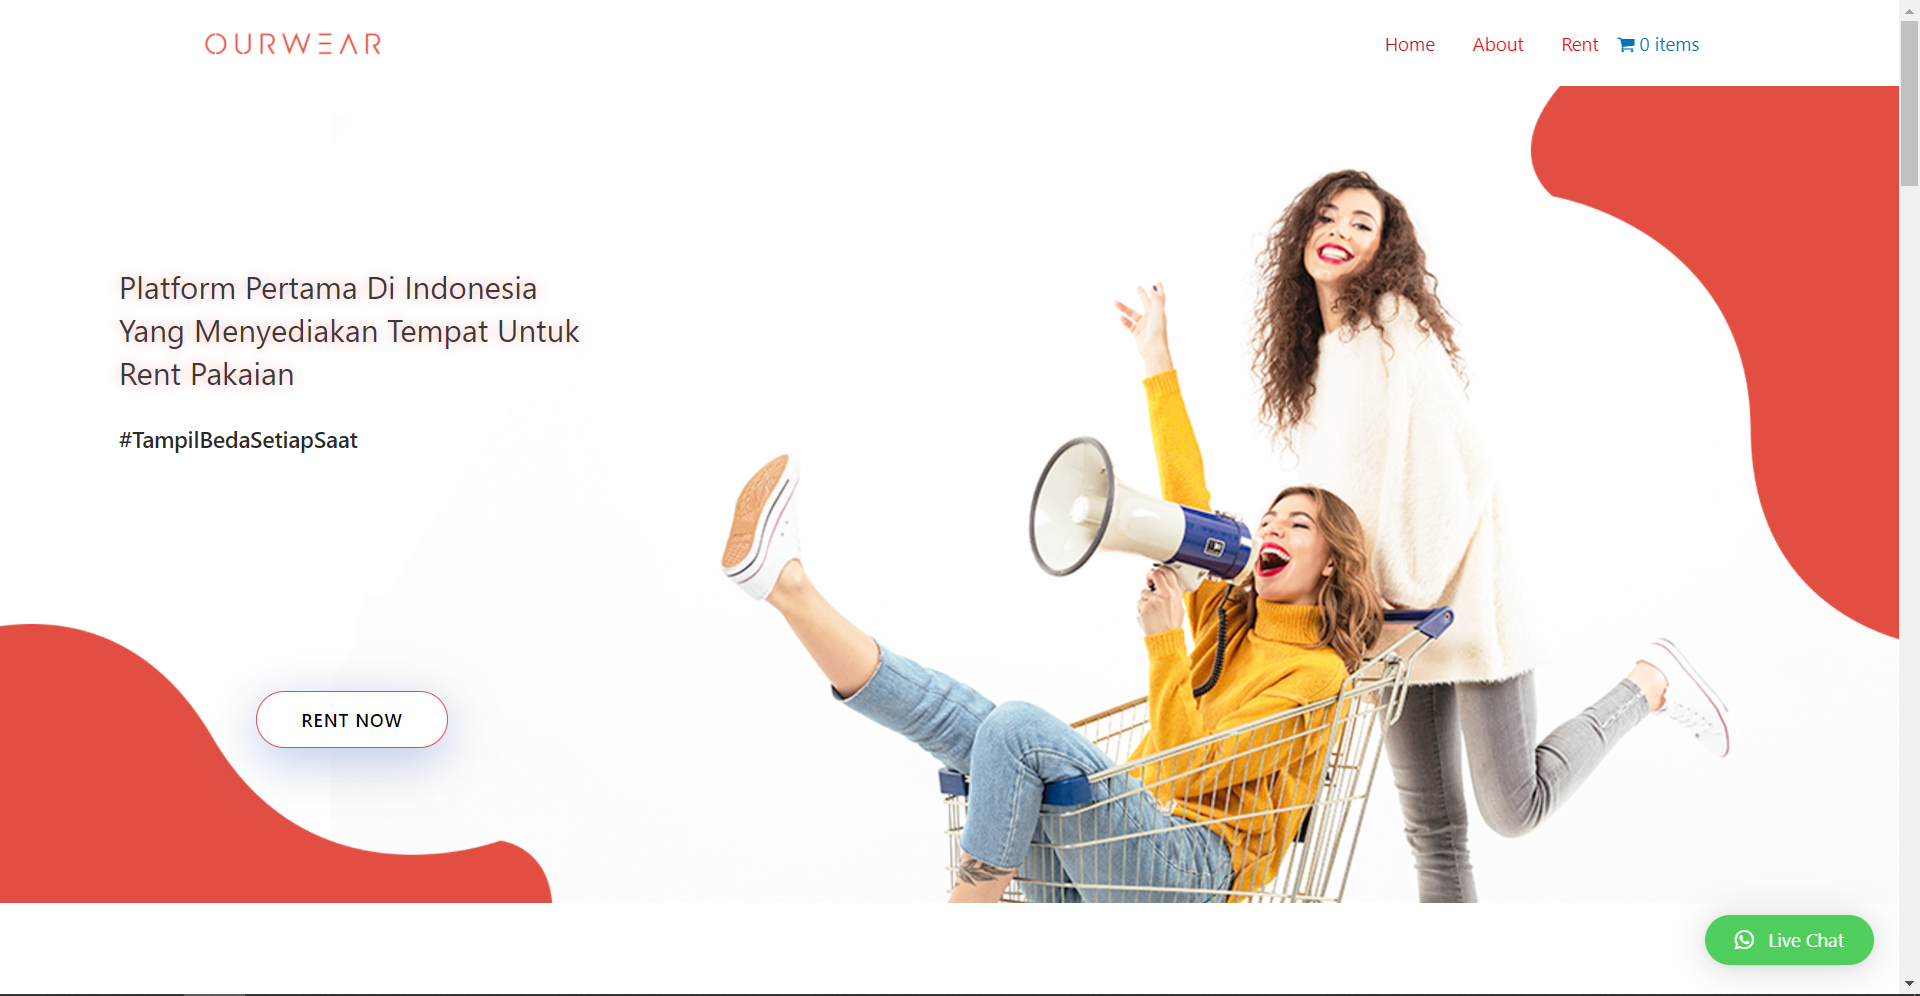 OURWEAR
Home About Rent 0 items
Platform Pertama Di Indonesia
Yang Menyediakan Tempat Untuk
Rent Pakaian
#TampilBedaSetiapSaat
RENT NOW
Live Chat